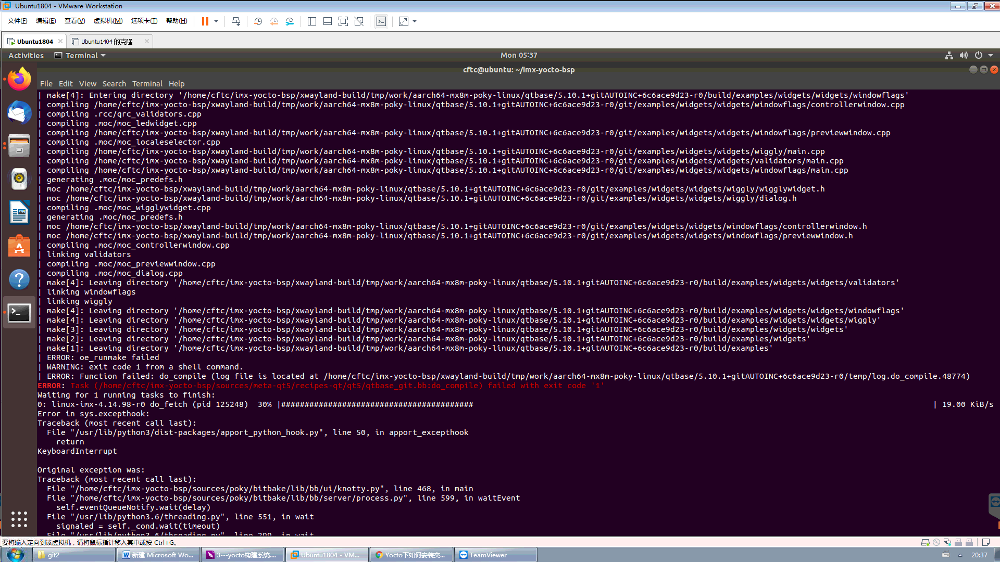 Ubuntu1804 - VMware Workstation
文件(F) 编辑(E) 查看(V) 虚拟机(M) 选项卡(T) 帮助(H)
Ubuntu1804 Ubuntu1404 的克隆
Activities Terminal Mon 05:37
cftc@ubuntu: ~/imx-yocto-bsp
File Edit View Search Terminal Help
| make[4]: Entering directory '/home/cftc/imx-yocto-bsp/xwayland-build/tmp/work/aarch64-mx8m-poky-linux/qtbase/5.10.1+gitAUTOINC+6c6ace9d23-r0/build/examples/widgets/widgets/windowflags'
| compiling /home/cftc/imx-yocto-bsp/xwayland-build/tmp/work/aarch64-mx8m-poky-linux/qtbase/5.10.1+gitAUTOINC+6c6ace9d23-r0/git/examples/widgets/widgets/windowflags/controllerwindow.cpp
| compiling .rcc/qrc_validators.cpp
| compiling .moc/moc_ledwidget.cpp
| compiling /home/cftc/imx-yocto-bsp/xwayland-build/tmp/work/aarch64-mx8m-poky-linux/qtbase/5.10.1+gitAUTOINC+6c6ace9d23-r0/git/examples/widgets/widgets/windowflags/previewwindow.cpp
| compiling .moc/moc_localeselector.cpp
| compiling /home/cftc/imx-yocto-bsp/xwayland-build/tmp/work/aarch64-mx8m-poky-linux/qtbase/5.10.1+gitAUTOINC+6c6ace9d23-r0/git/examples/widgets/widgets/wiggly/main.cpp
| compiling /home/cftc/imx-yocto-bsp/xwayland-build/tmp/work/aarch64-mx8m-poky-linux/qtbase/5.10.1+gitAUTOINC+6c6ace9d23-r0/git/examples/widgets/widgets/validators/main.cpp
| compiling /home/cftc/imx-yocto-bsp/xwayland-build/tmp/work/aarch64-mx8m-poky-linux/qtbase/5.10.1+gitAUTOINC+6c6ace9d23-r0/git/examples/widgets/widgets/windowflags/main.cpp
| generating .moc/moc_predefs.h
| moc /home/cftc/imx-yocto-bsp/xwayland-build/tmp/work/aarch64-mx8m-poky-linux/qtbase/5.10.1+gitAUTOINC+6c6ace9d23-r0/git/examples/widgets/widgets/wiggly/wigglywidget.h
| moc /home/cftc/imx-yocto-bsp/xwayland-build/tmp/work/aarch64-mx8m-poky-linux/qtbase/5.10.1+gitAUTOINC+6c6ace9d23-r0/git/examples/widgets/widgets/wiggly/dialog.h
| compiling .moc/moc_wigglywidget.cpp
| generating .moc/moc_predefs.h
| moc /home/cftc/imx-yocto-bsp/xwayland-build/tmp/work/aarch64-mx8m-poky-linux/qtbase/5.10.1+gitAUTOINC+6c6ace9d23-r0/git/examples/widgets/widgets/windowflags/controllerwindow.h
| moc /home/cftc/imx-yocto-bsp/xwayland-build/tmp/work/aarch64-mx8m-poky-linux/qtbase/5.10.1+gitAUTOINC+6c6ace9d23-r0/git/examples/widgets/widgets/windowflags/previewwindow.h
| compiling .moc/moc_controllerwindow.cpp
| linking validators
| compiling .moc/moc_previewwindow.cpp
| compiling .moc/moc_dialog.cpp
| make[4]: Leaving directory '/home/cftc/imx-yocto-bsp/xwayland-build/tmp/work/aarch64-mx8m-poky-linux/qtbase/5.10.1+gitAUTOINC+6c6ace9d23-r0/build/examples/widgets/widgets/validators'
| linking windowflags
| linking wiggly
| make[4]: Leaving directory '/home/cftc/imx-yocto-bsp/xwayland-build/tmp/work/aarch64-mx8m-poky-linux/qtbase/5.10.1+gitAUTOINC+6c6ace9d23-r0/build/examples/widgets/widgets/windowflags'
| make[4]: Leaving directory '/home/cftc/imx-yocto-bsp/xwayland-build/tmp/work/aarch64-mx8m-poky-linux/qtbase/5.10.1+gitAUTOINC+6c6ace9d23-r0/build/examples/widgets/widgets/wiggly'
| make[3]: Leaving directory '/home/cftc/imx-yocto-bsp/xwayland-build/tmp/work/aarch64-mx8m-poky-linux/qtbase/5.10.1+gitAUTOINC+6c6ace9d23-r0/build/examples/widgets/widgets'
| make[2]: Leaving directory '/home/cftc/imx-yocto-bsp/xwayland-build/tmp/work/aarch64-mx8m-poky-linux/qtbase/5.10.1+gitAUTOINC+6c6ace9d23-r0/build/examples/widgets'
| make[1]: Leaving directory '/home/cftc/imx-yocto-bsp/xwayland-build/tmp/work/aarch64-mx8m-poky-linux/qtbase/5.10.1+gitAUTOINC+6c6ace9d23-r0/build/examples'
| ERROR: oe_runmake failed
| WARNING: exit code 1 from a shell command.
| ERROR: Function failed: do_compile (log file is located at /home/cftc/imx-yocto-bsp/xwayland-build/tmp/work/aarch64-mx8m-poky-linux/qtbase/5.10.1+gitAUTOINC+6c6ace9d23-r0/temp/log.do_compile.48774)
ERROR: Task (/home/cftc/imx-yocto-bsp/sources/meta-qt5/recipes-qt/qt5/qtbase_git.bb:do_compile) failed with exit code '1'
Waiting for 1 running tasks to finish:
0: linux-imx-4.14.98-r0 do_fetch (pid 125248)  30% |######################################### | 19.00 KiB/s
Error in sys.excepthook:
Traceback (most recent call last):
  File "/usr/lib/python3/dist-packages/apport_python_hook.py", line 50, in apport_excepthook
    return
KeyboardInterrupt
Original exception was:
Traceback (most recent call last):
  File "/home/cftc/imx-yocto-bsp/sources/poky/bitbake/lib/bb/ui/knotty.py", line 468, in main
  File "/home/cftc/imx-yocto-bsp/sources/poky/bitbake/lib/bb/server/process.py", line 599, in waitEvent
    self.eventQueueNotify.wait(delay)
  File "/usr/lib/python3.6/threading.py", line 551, in wait
    signaled = self._cond.wait(timeout)
  File "/usr/lib/python3.6/threading.py", line 299, in wait
要将输入定向到该虚拟机，请将鼠标指针移入其中或按 Ctrl+G。
git2 新建 Microsoft Wo... 3---yocto构建系统.... Ubuntu1804 - VM... Yocto下如何安装交... TeamViewer 20:37